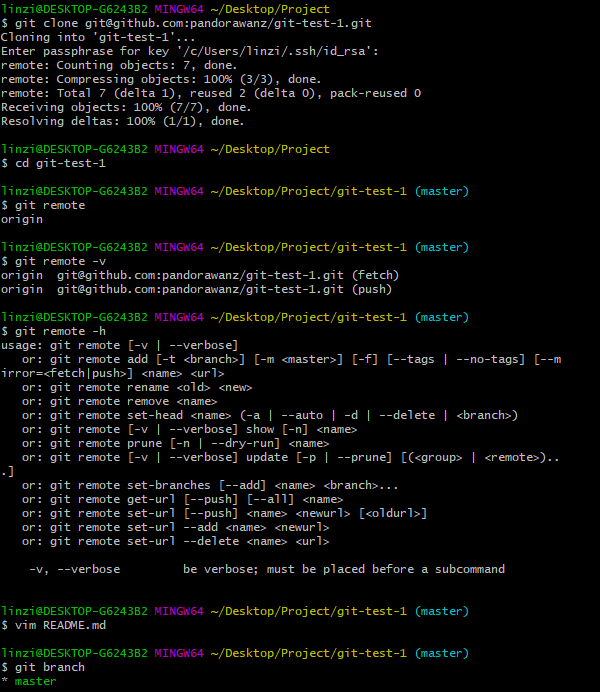 linzi@DESKTOP-G6243B2 MINGW64 ~/Desktop/Project
$ git clone git@github.com:pandorawanz/git-test-1.git
Cloning into 'git-test-1'...
Enter passphrase for key '/c/Users/linzi/.ssh/id_rsa':
remote: Counting objects: 7, done.
remote: Compressing objects: 100% (3/3), done.
remote: Total 7 (delta 1), reused 2 (delta 0), pack-reused 0
Receiving objects: 100% (7/7), done.
Resolving deltas: 100% (1/1), done.
linzi@DESKTOP-G6243B2 MINGW64 ~/Desktop/Project
$ cd git-test-1
linzi@DESKTOP-G6243B2 MINGW64 ~/Desktop/Project/git-test-1 (master)
$ git remote
origin
linzi@DESKTOP-G6243B2 MINGW64 ~/Desktop/Project/git-test-1 (master)
$ git remote -v
origin  git@github.com:pandorawanz/git-test-1.git (fetch)
origin  git@github.com:pandorawanz/git-test-1.git (push)
linzi@DESKTOP-G6243B2 MINGW64 ~/Desktop/Project/git-test-1 (master)
$ git remote -h
usage: git remote [-v | --verbose]
   or: git remote add [-t <branch>] [-m <master>] [-f] [--tags | --no-tags] [--m
irror=<fetch|push>] <name> <url>
   or: git remote rename <old> <new>
   or: git remote remove <name>
   or: git remote set-head <name> (-a | --auto | -d | --delete | <branch>)
   or: git remote [-v | --verbose] show [-n] <name>
   or: git remote prune [-n | --dry-run] <name>
   or: git remote [-v | --verbose] update [-p | --prune] [(<group> | <remote>)..
.]
   or: git remote set-branches [--add] <name> <branch>...
   or: git remote get-url [--push] [--all] <name>
   or: git remote set-url [--push] <name> <newurl> [<oldurl>]
   or: git remote set-url --add <name> <newurl>
   or: git remote set-url --delete <name> <url>
    -v, --verbose         be verbose; must be placed before a subcommand
linzi@DESKTOP-G6243B2 MINGW64 ~/Desktop/Project/git-test-1 (master)
$ vim README.md
linzi@DESKTOP-G6243B2 MINGW64 ~/Desktop/Project/git-test-1 (master)
$ git branch
* master